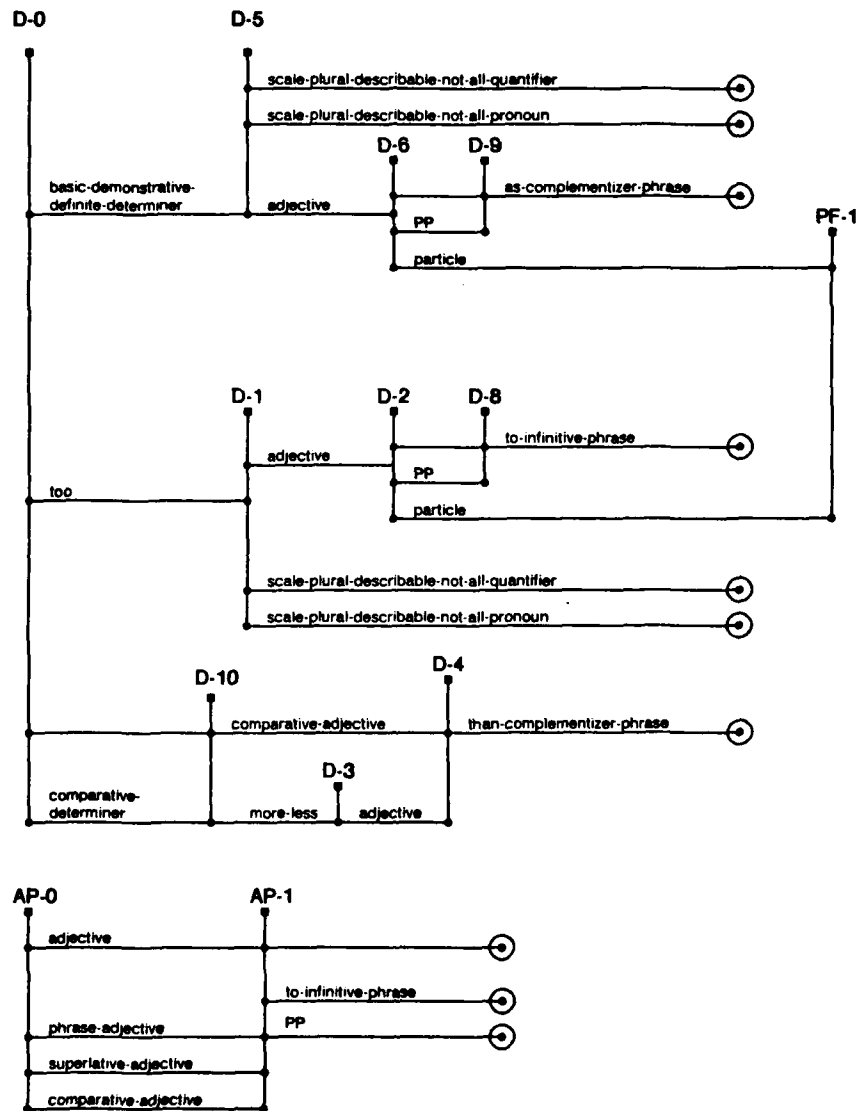 D-0
D-5
scale-plural-describable-not-all-quantifier
scale-plural-describable-not-all-pronoun
D-6
D-9
basic-demonstrative-
definite-determiner
adjective
as-complementizer-phrase
PP
PF-1
particle
D-1
D-2
D-8
to-infinitive-phrase
adjective
PP
too
particle
scale-plural-describable-not-all-quantifier
scale-plural-describable-not-all-pronoun
D-10
D-4
comparative-adjective
than-complementizer-phrase
D-3
comparative-
determiner
more-less
adjective
AP-0
AP-1
adjective
to-infinitive-phrase
phrase-adjective
PP
superlative-adjective
comparative-adjective